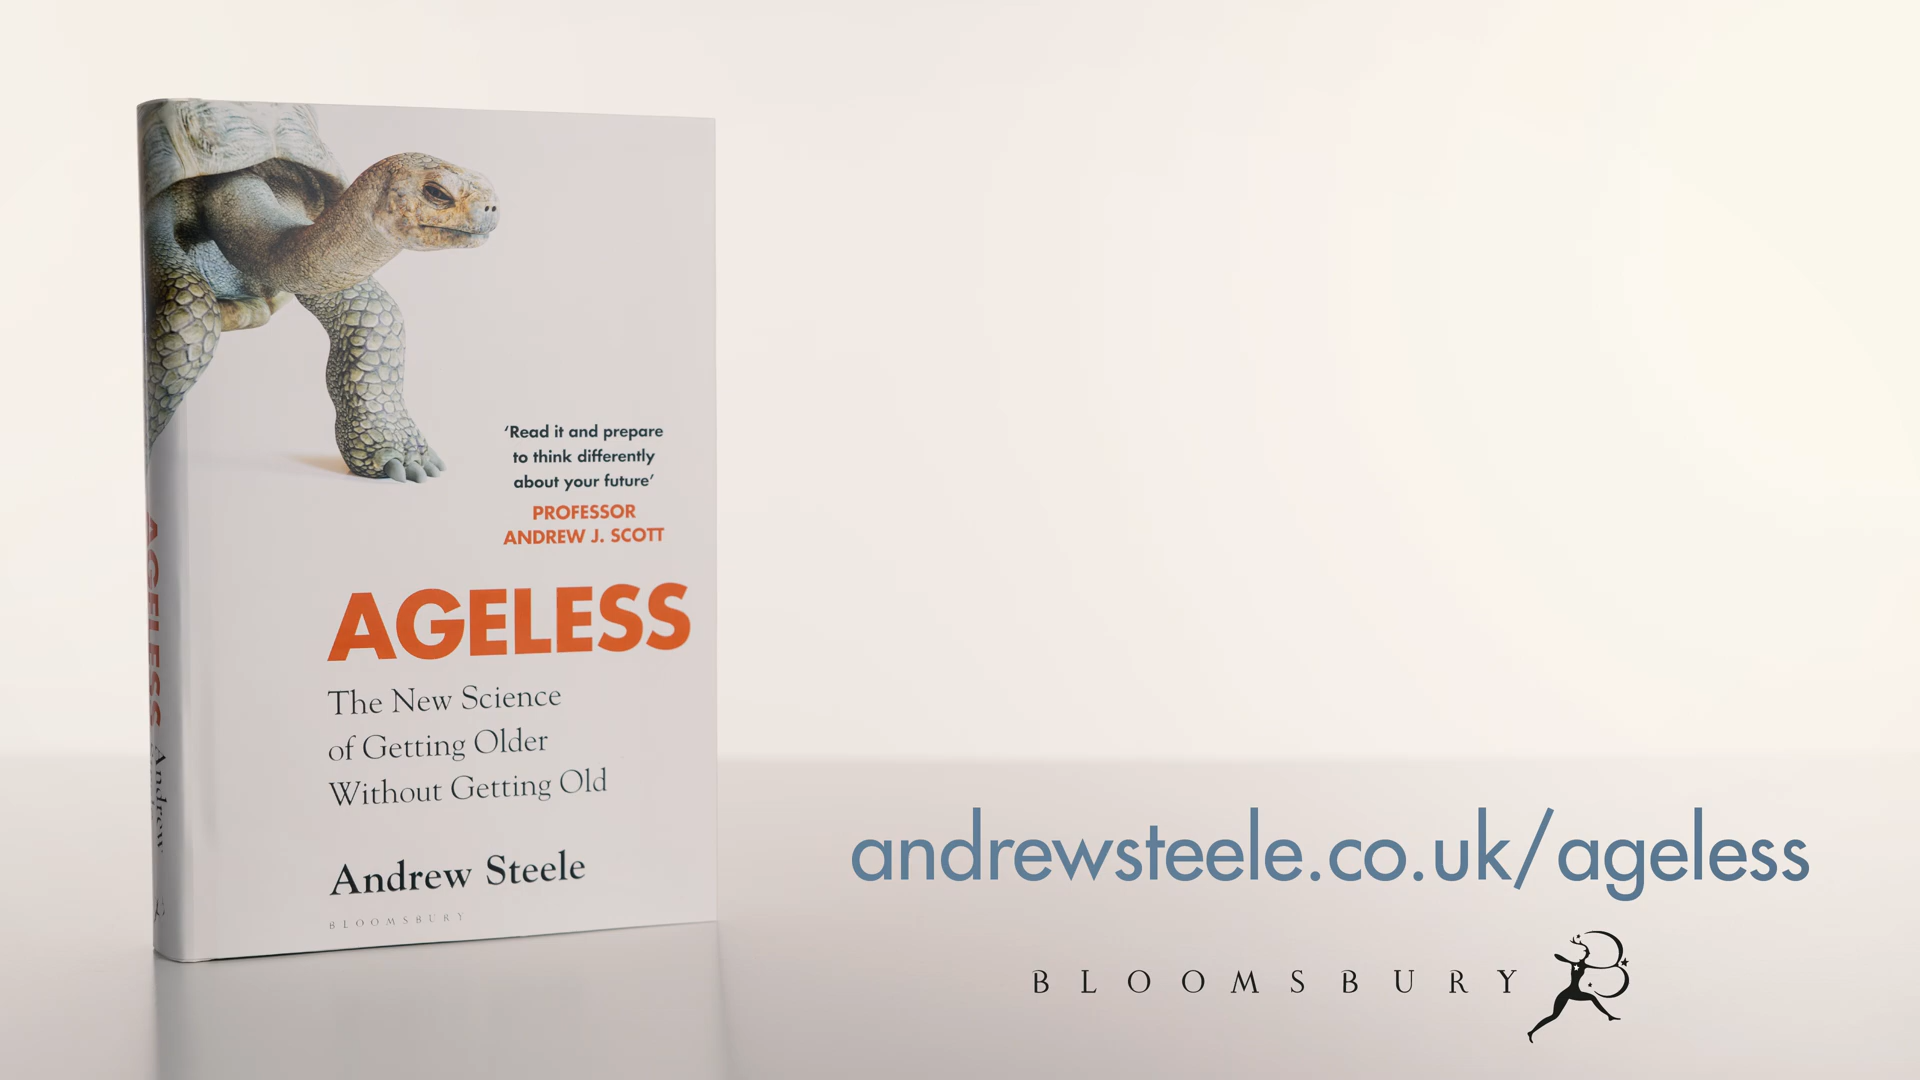 ‘Read it and prepare
to think differently
about your future’
PROFESSOR
ANDREW J. SCOTT
AGELESS
The New Science
of Getting Older
Without Getting Old
Andrew Steele
BLOOMSBURY
AGELESS Andrew
andrewsteele.co.uk/ageless
BLOOMSBURY